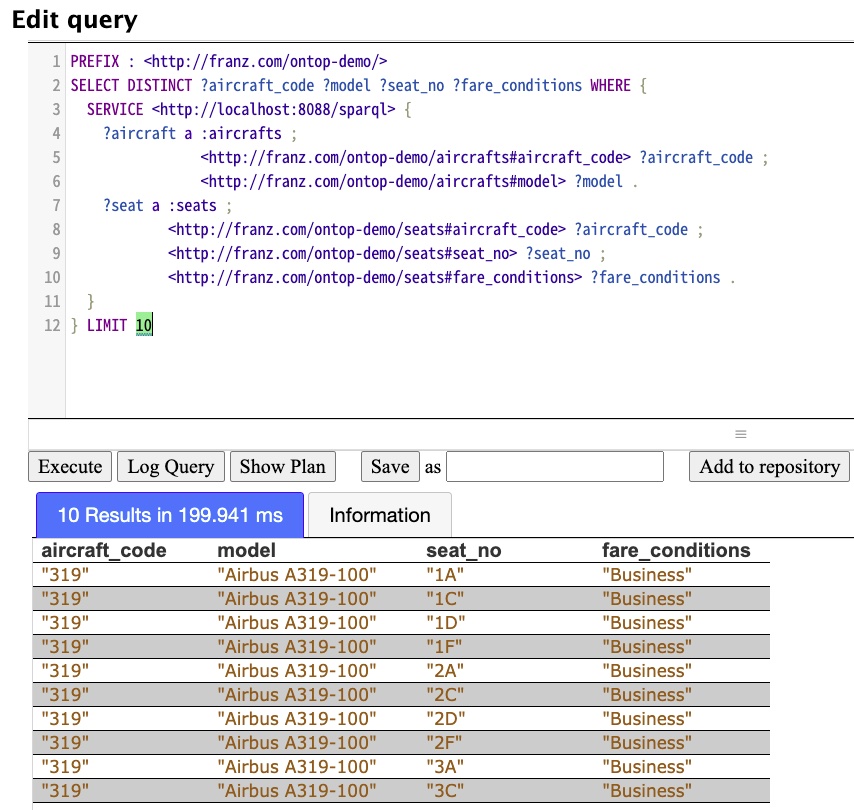 Edit query
1 PREFIX : <http://franz.com/ontop-demo/>
2 SELECT DISTINCT ?aircraft_code ?model ?seat_no ?fare_conditions WHERE {
3   SERVICE <http://localhost:8088/sparql> {
4     ?aircraft a :aircrafts ;
5                 <http://franz.com/ontop-demo/aircrafts#aircraft_code> ?aircraft_code ;
6                 <http://franz.com/ontop-demo/aircrafts#model> ?model .
7     ?seat a :seats ;
8             <http://franz.com/ontop-demo/seats#aircraft_code> ?aircraft_code ;
9             <http://franz.com/ontop-demo/seats#seat_no> ?seat_no ;
10             <http://franz.com/ontop-demo/seats#fare_conditions> ?fare_conditions .
11   }
12 } LIMIT 10
Execute Log Query Show Plan Save as Add to repository
10 Results in 199.941 ms Information
aircraft_code model seat_no fare_conditions
"319" "Airbus A319-100" "1A" "Business"
"319" "Airbus A319-100" "1C" "Business"
"319" "Airbus A319-100" "1D" "Business"
"319" "Airbus A319-100" "1F" "Business"
"319" "Airbus A319-100" "2A" "Business"
"319" "Airbus A319-100" "2C" "Business"
"319" "Airbus A319-100" "2D" "Business"
"319" "Airbus A319-100" "2F" "Business"
"319" "Airbus A319-100" "3A" "Business"
"319" "Airbus A319-100" "3C" "Business"